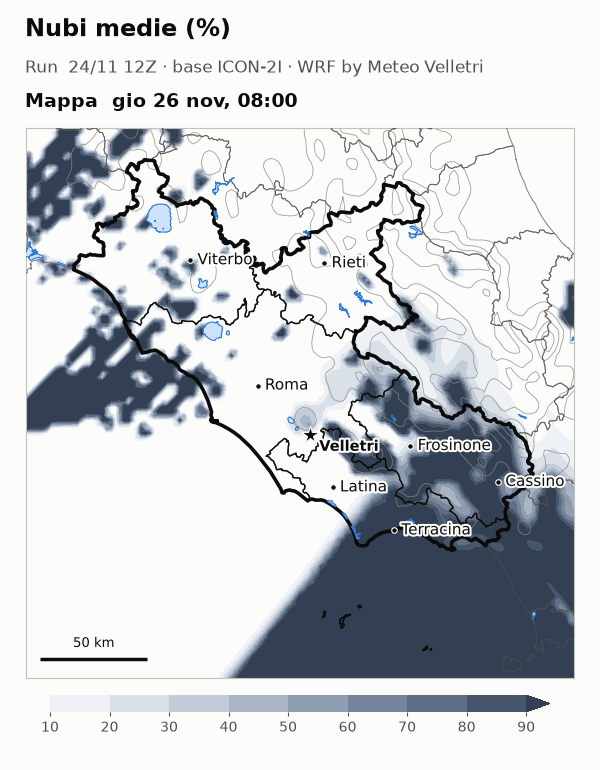 Nubi medie (%)
Run  24/11 12Z · base ICON-2I · WRF by Meteo Velletri
Mappa  gio 26 nov, 08:00
Viterbo
Rieti
Roma
Velletri
Frosinone
Cassino
Latina
Terracina
50 km
10 20 30 40 50 60 70 80 90